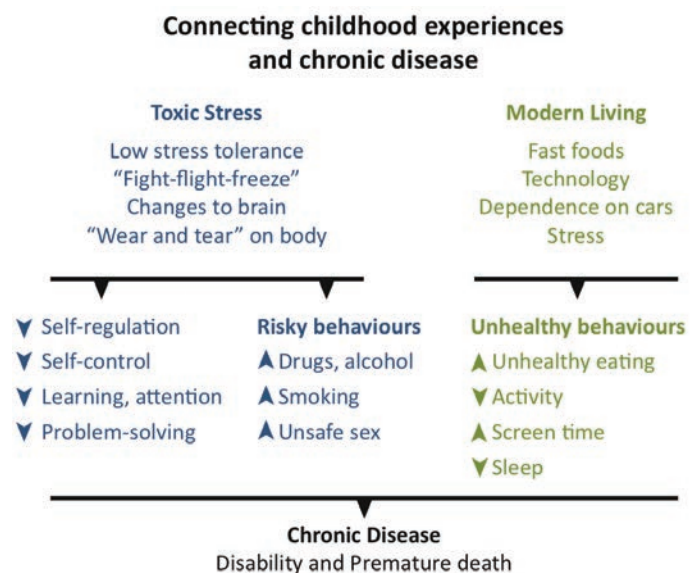 Connecting childhood experiences
and chronic disease
Toxic Stress
Low stress tolerance
“Fight-flight-freeze”
Changes to brain
“Wear and tear” on body
Modern Living
Fast foods
Technology
Dependence on cars
Stress
Self-regulation
Self-control
Learning, attention
Problem-solving
Risky behaviours
Drugs, alcohol
Smoking
Unsafe sex
Unhealthy behaviours
Unhealthy eating
Activity
Screen time
Sleep
Chronic Disease
Disability and Premature death